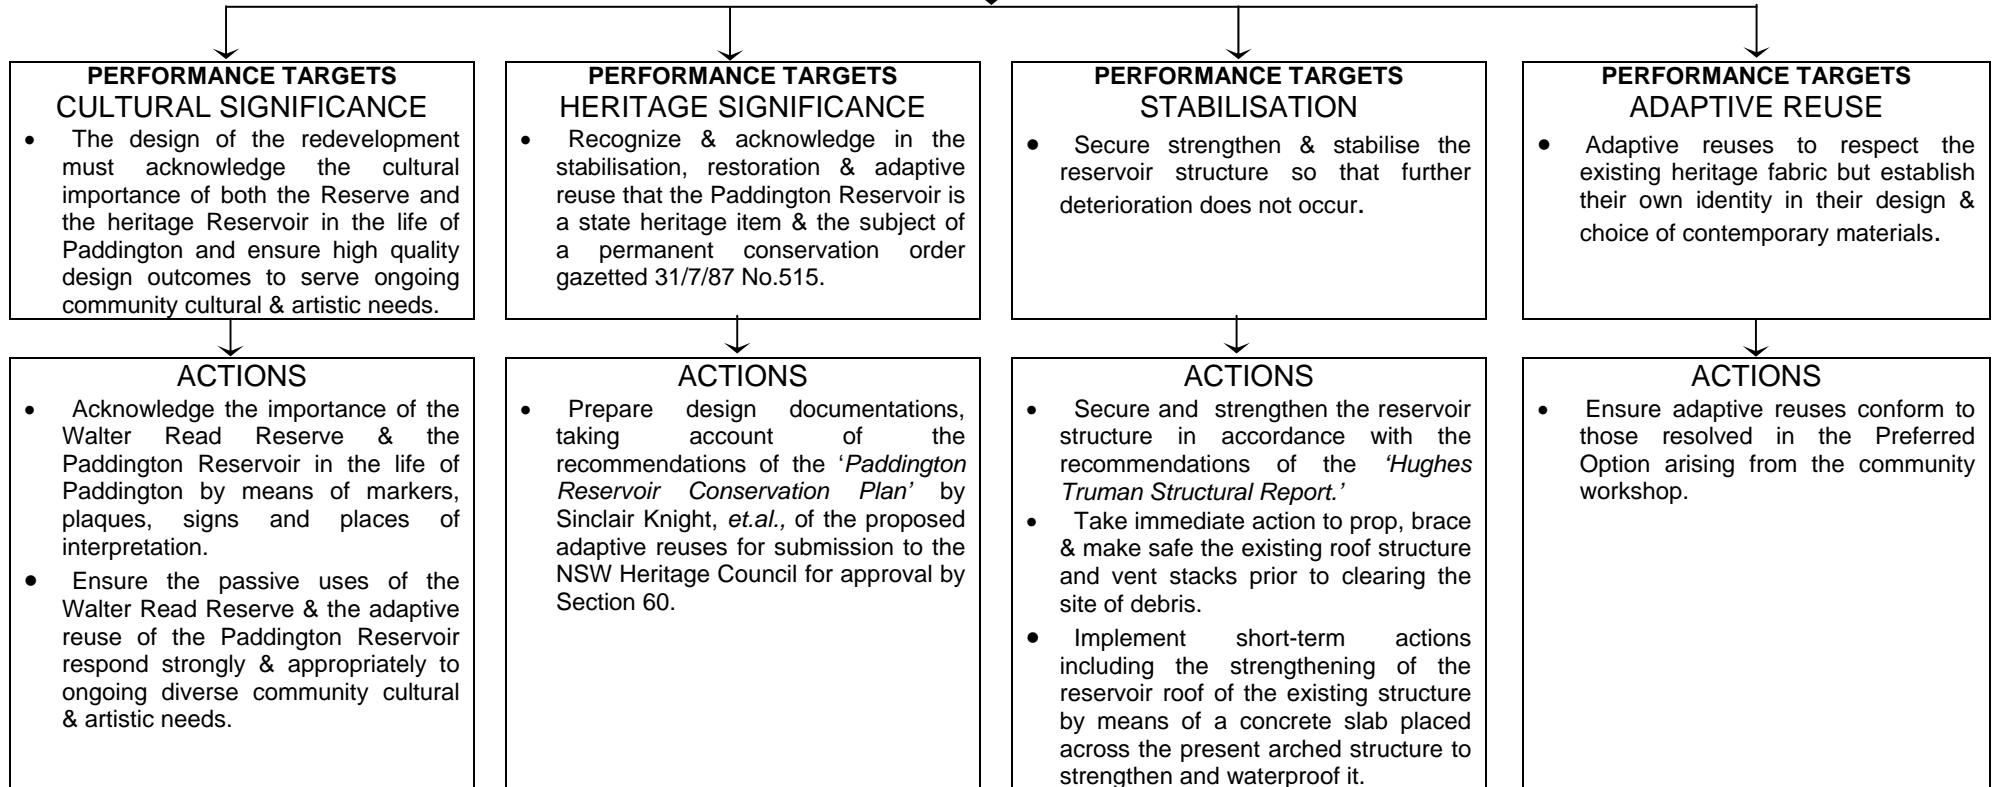 PERFORMANCE TARGETS
CULTURAL SIGNIFICANCE
• The design of the redevelopment
must acknowledge the cultural
importance of both the Reserve and
the heritage Reservoir in the life of
Paddington and ensure high quality
design outcomes to serve ongoing
community cultural & artistic needs.
PERFORMANCE TARGETS
HERITAGE SIGNIFICANCE
• Recognize & acknowledge in the
stabilisation, restoration & adaptive
reuse that the Paddington Reservoir is
a state heritage item & the subject of
a permanent conservation order
gazetted 31/7/87 No.515.
PERFORMANCE TARGETS
STABILISATION
• Secure strengthen & stabilise the
reservoir structure so that further
deterioration does not occur.
PERFORMANCE TARGETS
ADAPTIVE REUSE
• Adaptive reuses to respect the
existing heritage fabric but establish
their own identity in their design &
choice of contemporary materials.
ACTIONS
• Acknowledge the importance of the
Walter Read Reserve & the
Paddington Reservoir in the life of
Paddington by means of markers,
plaques, signs and places of
interpretation.
• Ensure the passive uses of the
Walter Read Reserve & the adaptive
reuse of the Paddington Reservoir
respond strongly & appropriately to
ongoing diverse community cultural
& artistic needs.
ACTIONS
• Prepare design documentations,
taking account of the
recommendations of the ‘Paddington
Reservoir Conservation Plan’ by
Sinclair Knight, et.al., of the proposed
adaptive reuses for submission to the
NSW Heritage Council for approval by
Section 60.
ACTIONS
• Secure and strengthen the reservoir
structure in accordance with the
recommendations of the ‘Hughes
Truman Structural Report.’
• Take immediate action to prop, brace
& make safe the existing roof structure
and vent stacks prior to clearing the
site of debris.
• Implement short-term actions
including the strengthening of the
reservoir roof of the existing structure
by means of a concrete slab placed
across the present arched structure to
strengthen and waterproof it.
ACTIONS
• Ensure adaptive reuses conform to
those resolved in the Preferred
Option arising from the community
workshop.